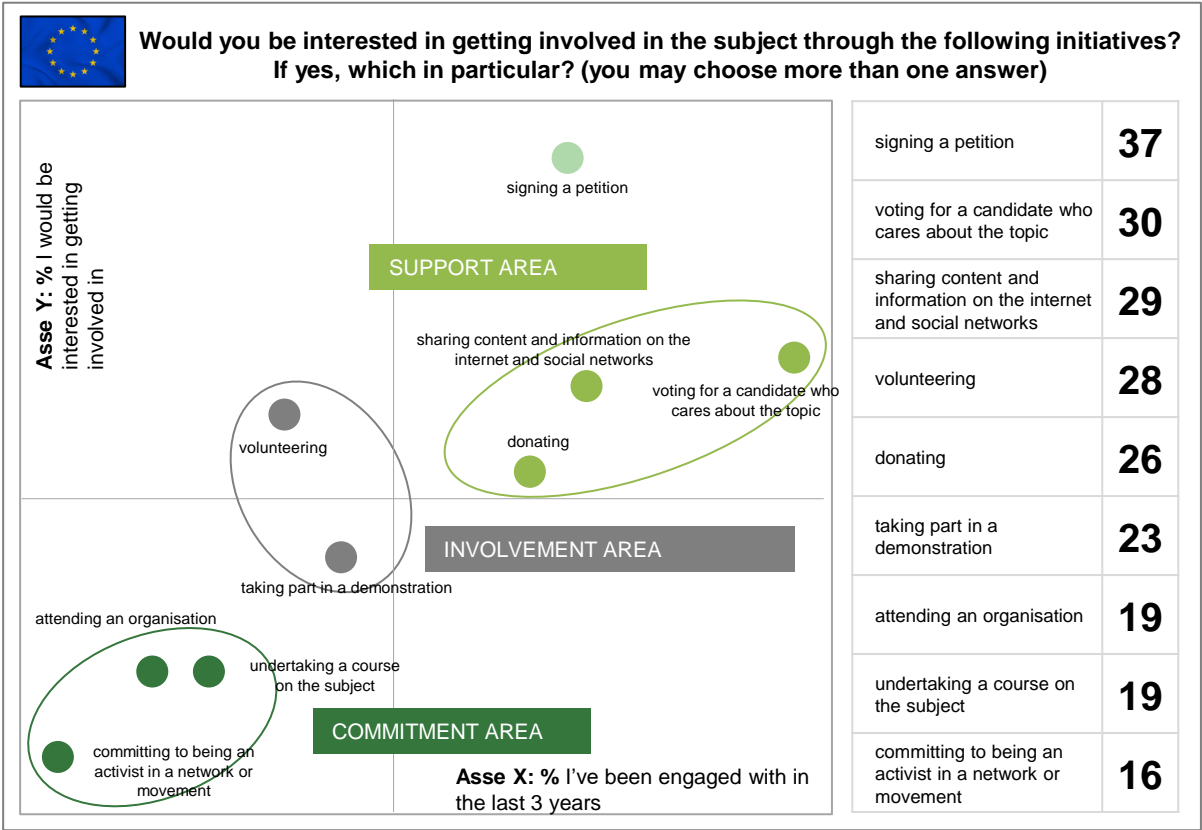 Would you be interested in getting involved in the subject through the following initiatives?
If yes, which in particular? (you may choose more than one answer)
Asse Y: % I would be
interested in getting
involved in
signing a petition
SUPPORT AREA
sharing content and information on the
internet and social networks
voting for a candidate who
cares about the topic
donating
volunteering
INVOLVEMENT AREA
taking part in a demonstration
attending an organisation
undertaking a course
on the subject
COMMITMENT AREA
committing to being an
activist in a network or
movement
Asse X: % I've been engaged with in
the last 3 years
signing a petition 37
voting for a candidate who
cares about the topic 30
sharing content and
information on the internet
and social networks 29
volunteering 28
donating 26
taking part in a
demonstration 23
attending an organisation 19
undertaking a course on
the subject 19
committing to being an
activist in a network or
movement 16